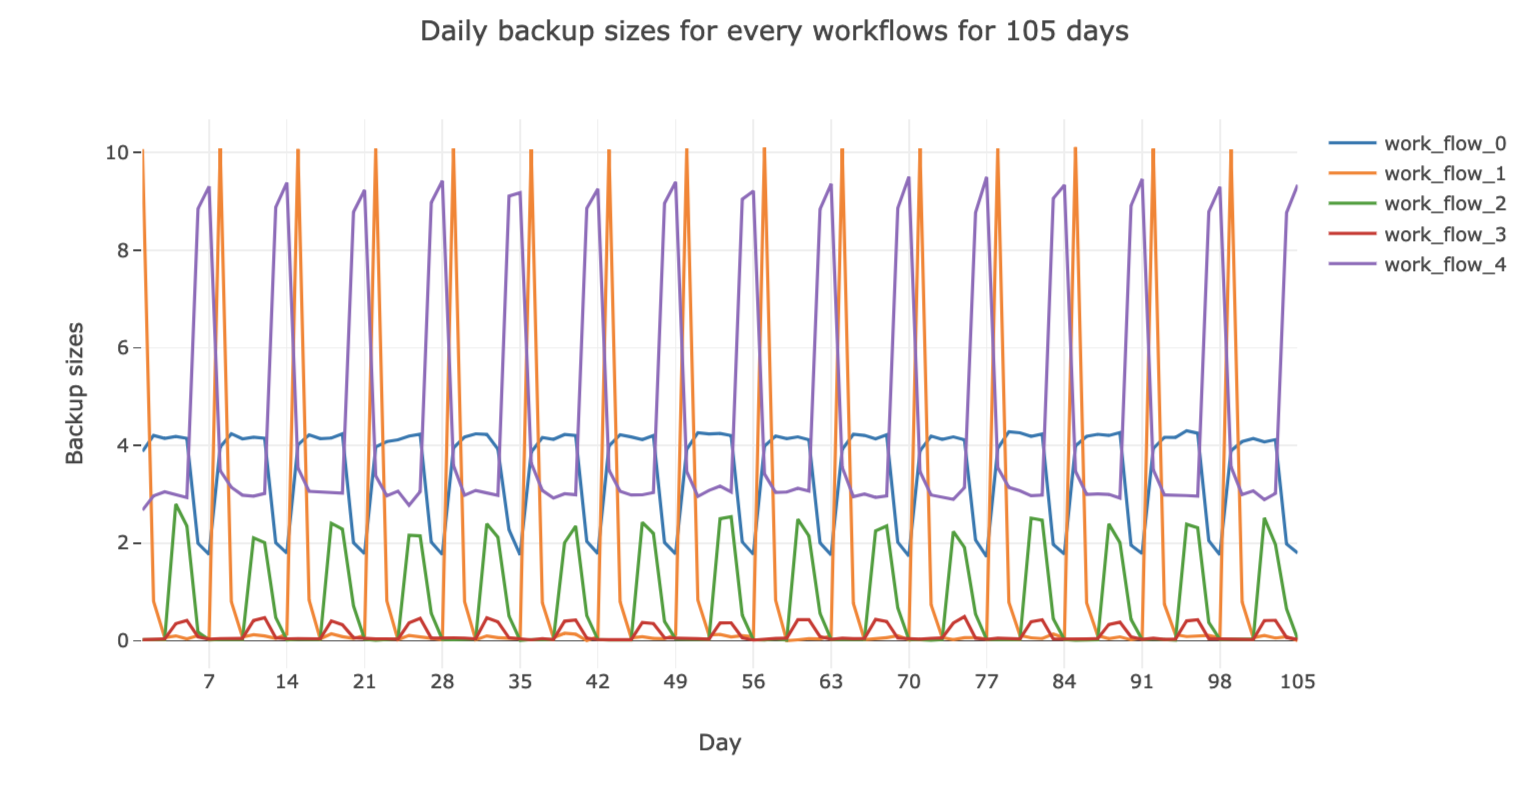 Daily backup sizes for every workflows for 105 days
10
8
6
4
2
0
Backup sizes
7 14 21 28 35 42 49 56 63 70 77 84 91 98 105
Day
work_flow_0
work_flow_1
work_flow_2
work_flow_3
work_flow_4